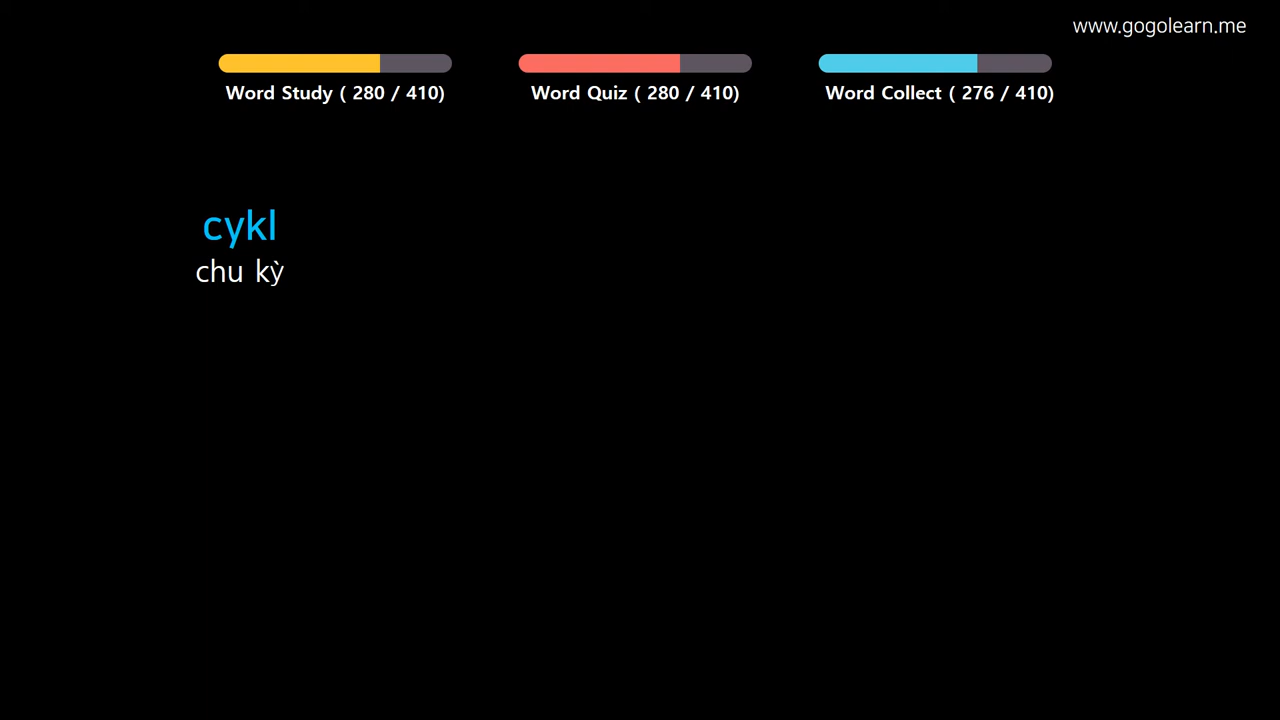 www.gogolearn.me
Word Study ( 280 / 410)
Word Quiz ( 280 / 410)
Word Collect ( 276 / 410)
cykl
chu kỳ